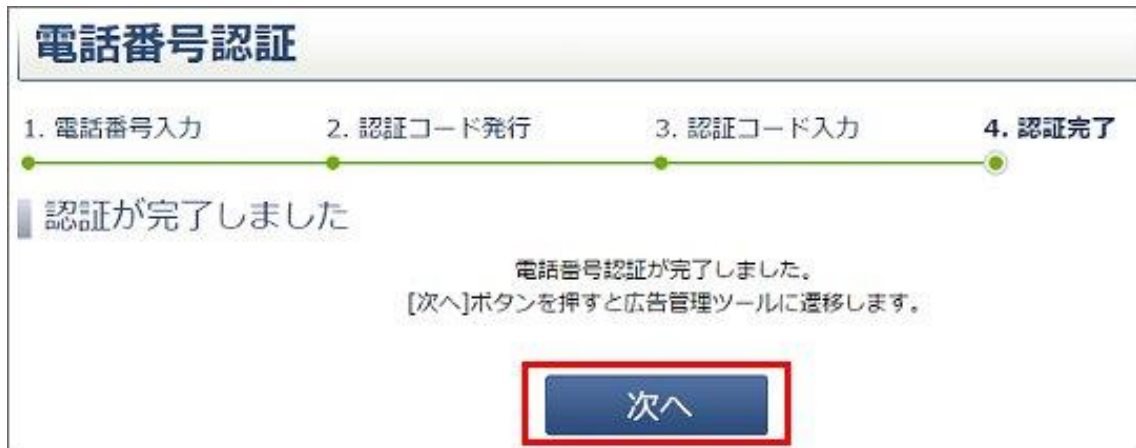 電話番号認証
1. 電話番号入力 2. 認証コード発行 3. 認証コード入力 4. 認証完了
認証が完了しました
電話番号認証が完了しました。
[次へ]ボタンを押すと広告管理ツールに遷移します。
次へ